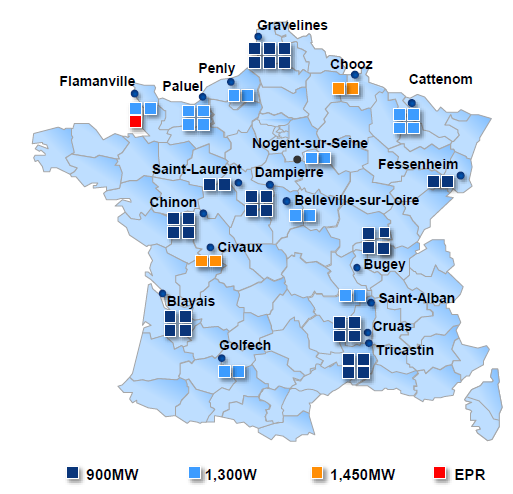 Gravelines
Penly
Chooz
Flamanville
Paluel
Cattenom
Nogent-sur-Seine
Saint-Laurent
Dampierre
Fessenheim
Chinon
Belleville-sur-Loire
Civaux
Bugey
Blayais
Saint-Alban
Cruas
Golfech
Tricastin
900MW
1,300W
1,450MW
EPR